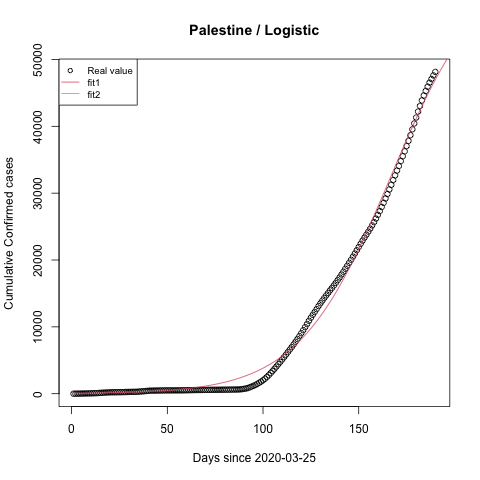 Palestine / Logistic
Real value
fit1
fit2
Cumulative Confirmed cases
0
10000
20000
30000
40000
50000
0
50
100
150
Days since 2020-03-25